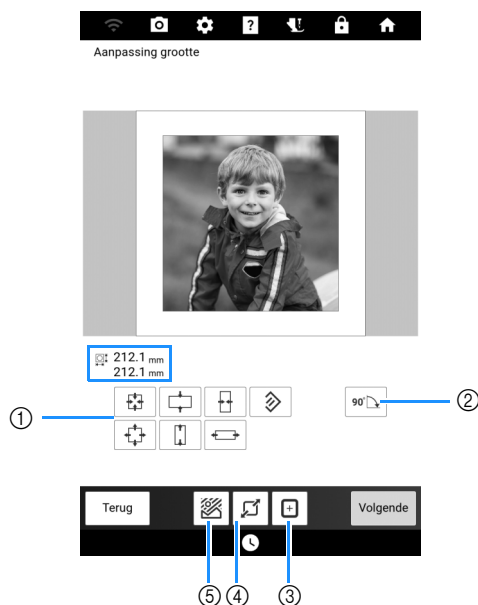 ?
Aanpassing grootte
212.1 mm
212.1 mm
①
90°
②
Terug
Volgende
⑤ ④ ③